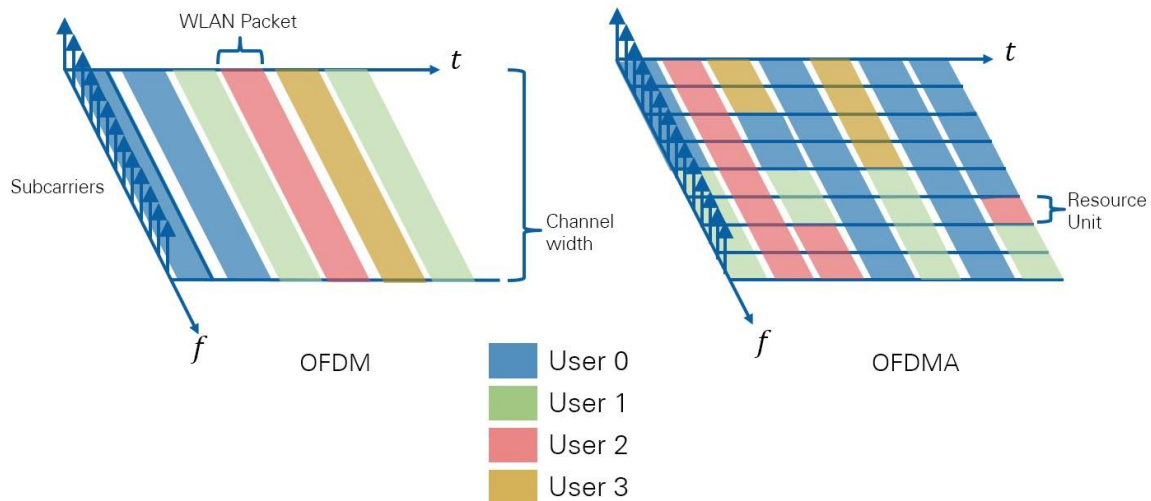 WLAN Packet
t
t
Subcarriers
Channel
width
Resource
Unit
f
f
OFDM
OFDMA
User 0
User 1
User 2
User 3